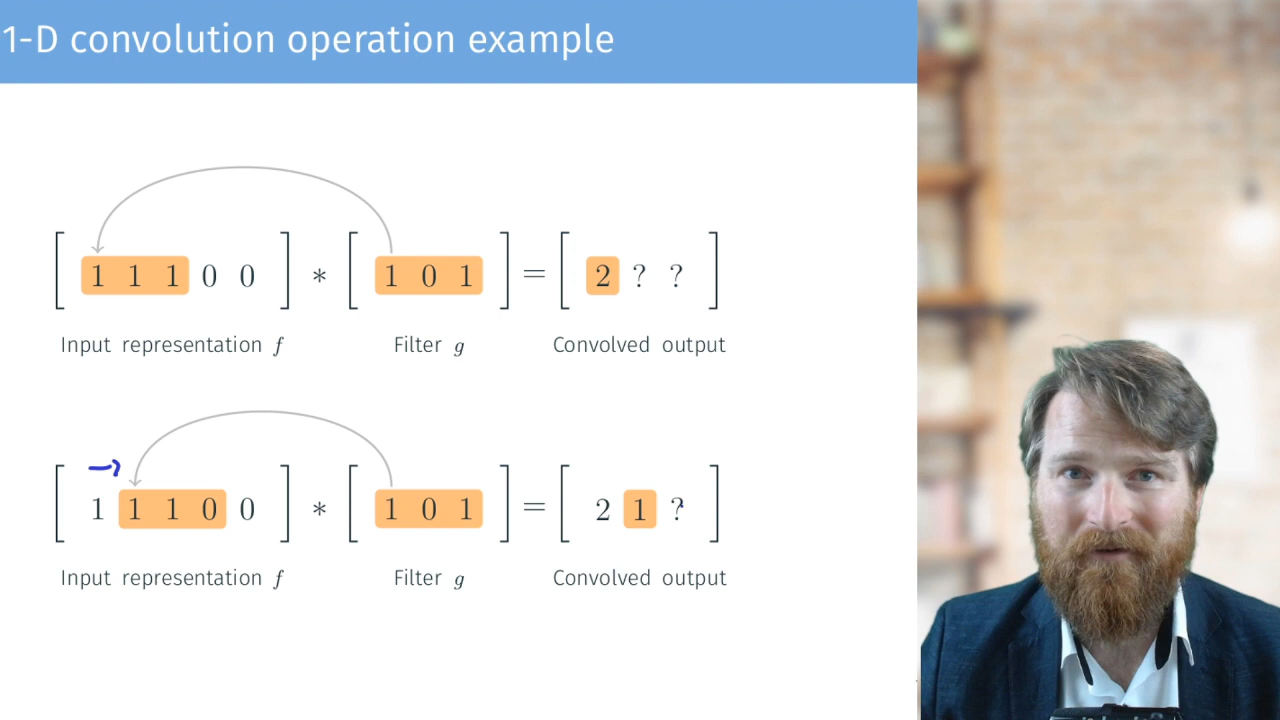 1-D convolution operation example
[ 1 1 1 0 0 ] * [ 1 0 1 ] = [ 2 ? ? ]
Input representation f Filter g Convolved output
[ 1 1 1 0 0 ] * [ 1 0 1 ] = [ 2 1 ? ]
Input representation f Filter g Convolved output